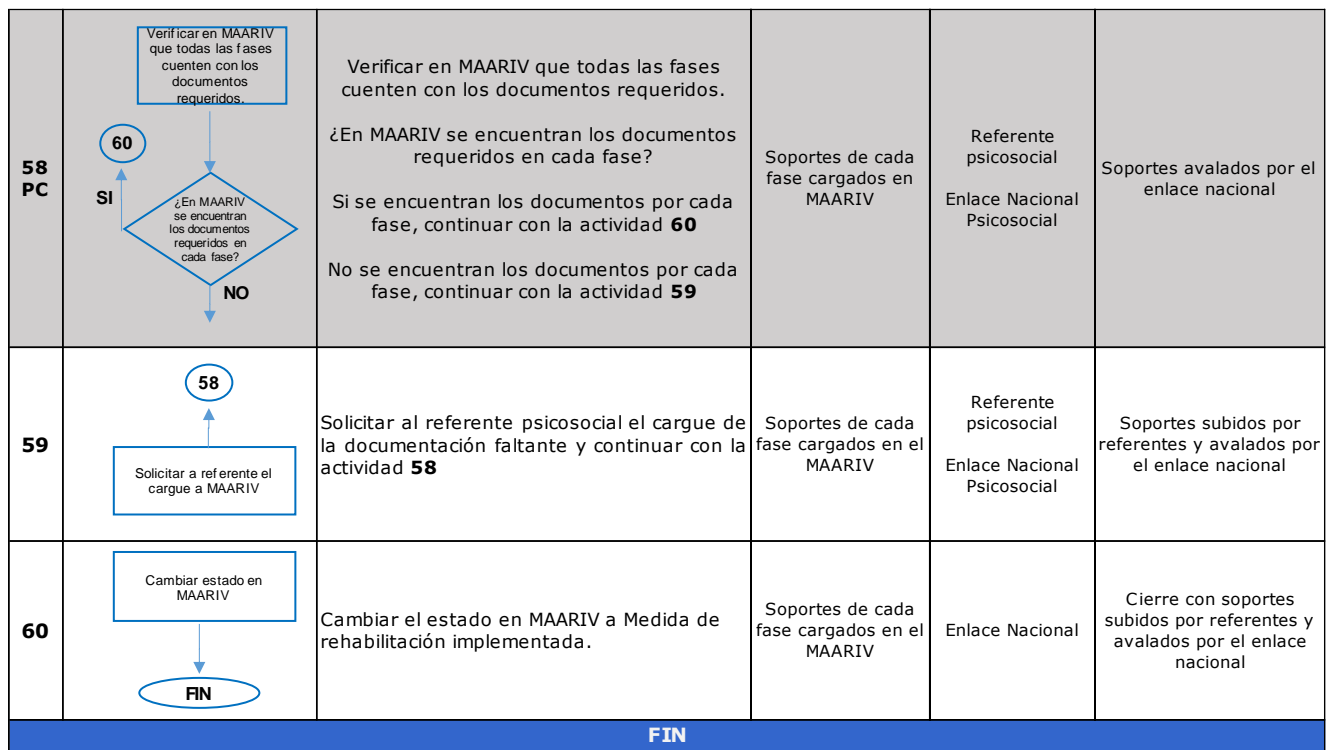 58
PC
Verificar en MAARIV
que todas las fases
cuenten con los
documentos
requeridos.
60
SI
¿En MAARIV
se encuentran
los documentos
requeridos en
cada fase?
NO
Verificar en MAARIV que todas las fases
cuenten con los documentos requeridos.
¿En MAARIV se encuentran los documentos
requeridos en cada fase?
Si se encuentran los documentos por cada
fase, continuar con la actividad 60
No se encuentran los documentos por cada
fase, continuar con la actividad 59
Soportes de cada
fase cargados en
MAARIV
Referente
psicosocial
Enlace Nacional
Psicosocial
Soportes avalados por el
enlace nacional
59
58
Solicitar a referente el
cargue a MAARIV
Solicitar al referente psicosocial el cargue de
la documentación faltante y continuar con la
actividad 58
Soportes de cada
fase cargados en el
MAARIV
Referente
psicosocial
Enlace Nacional
Psicosocial
Soportes subidos por
referentes y avalados por
el enlace nacional
60
Cambiar estado en
MAARIV
FIN
Cambiar el estado en MAARIV a Medida de
rehabilitación implementada.
Soportes de cada
fase cargados en el
MAARIV
Enlace Nacional
Cierre con soportes
subidos por referentes y
avalados por el enlace
nacional
FIN